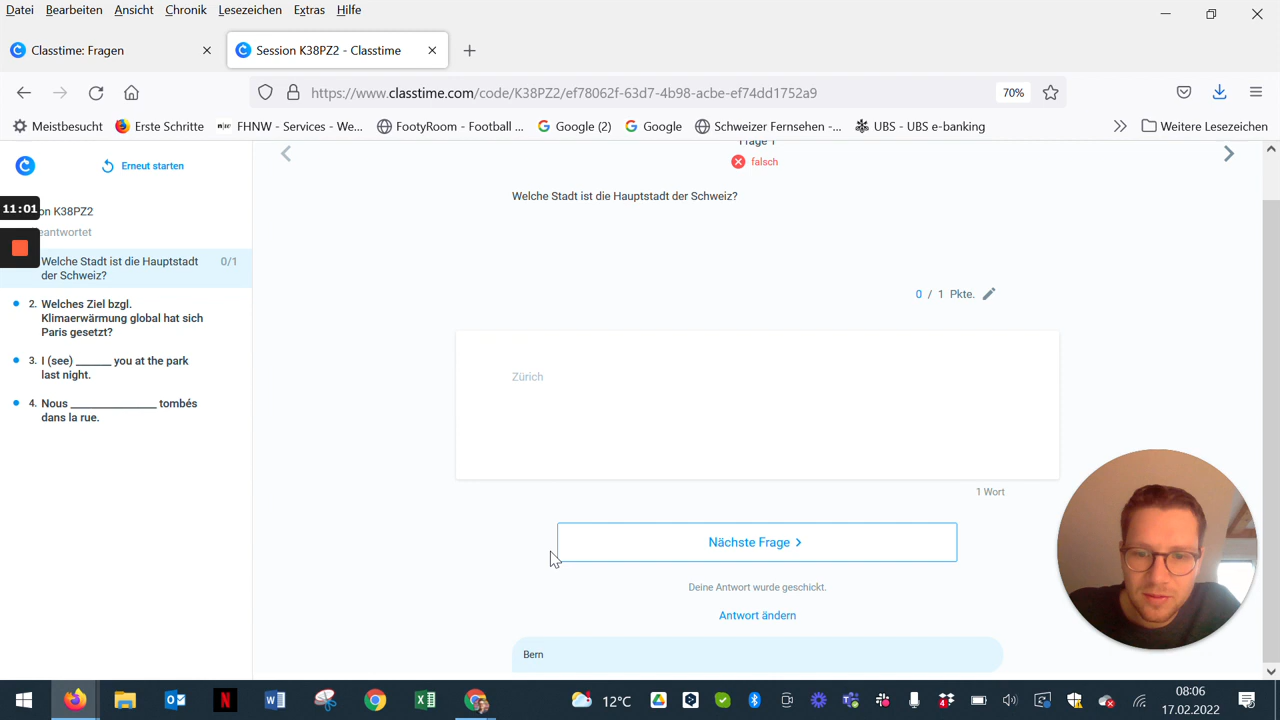 Datei Bearbeiten Ansicht Chronik Lesezeichen Extras Hilfe
Classtime: Fragen
Session K38PZ2 - Classtime
https://www.classtime.com/code/K38PZ2/ef78062f-63d7-4b98-acbe-ef74dd1752a9
70%
Meistbesucht Erste Schritte FHNW - Services - We... FootyRoom - Football ... Google (2) Google Schweizer Fernsehen -... UBS - UBS e-banking Weitere Lesezeichen
Erneut starten
11:01
on K38PZ2
eantwortet
Welche Stadt ist die Hauptstadt
der Schweiz?
0/1
2. Welches Ziel bzgl.
Klimaerwärmung global hat sich
Paris gesetzt?
3. I (see) ______ you at the park
last night.
4. Nous ______________ tombés
dans la rue.
Frage 1
falsch
Welche Stadt ist die Hauptstadt der Schweiz?
0 / 1 Pkte.
Zürich
1 Wort
Nächste Frage
Deine Antwort wurde geschickt.
Antwort ändern
Bern
12°C
08:06
17.02.2022